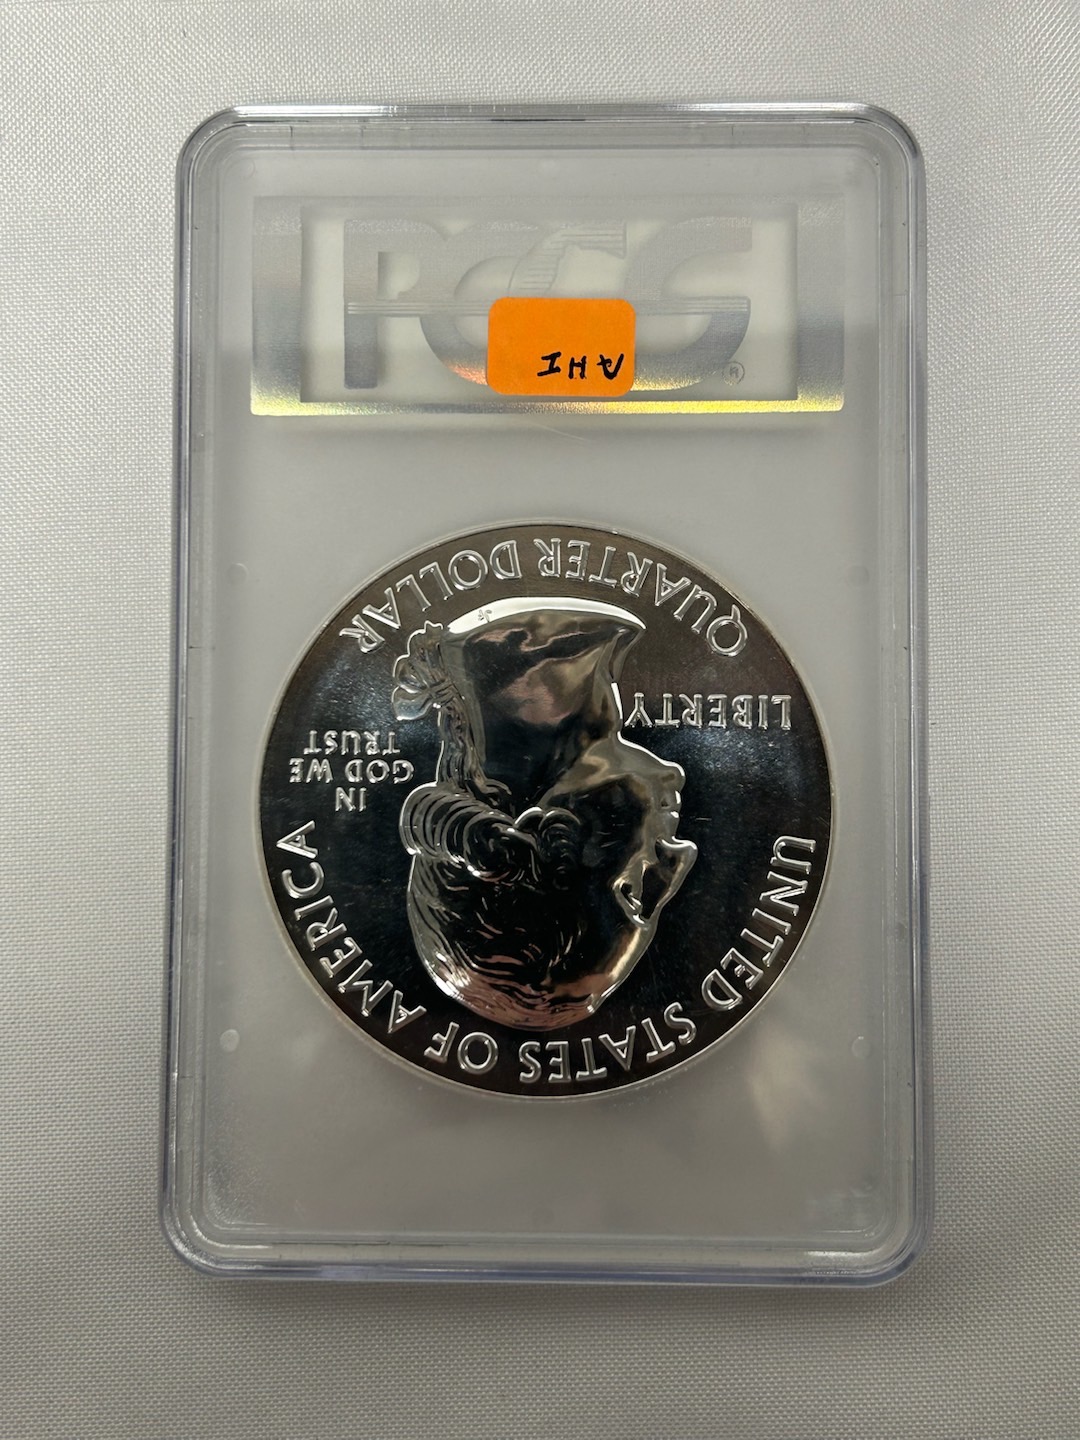 PCGS
®
AHI
UNITED STATES OF AMERICA
IN
GOD WE
TRUST
LIBERTY
QUARTER DOLLAR